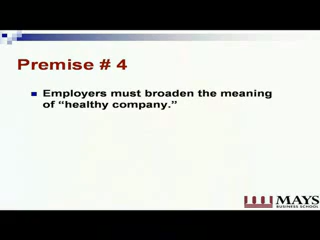 Premise # 4
Employers must broaden the meaning
of “healthy company.”
MAYS
BUSINESS SCHOOL